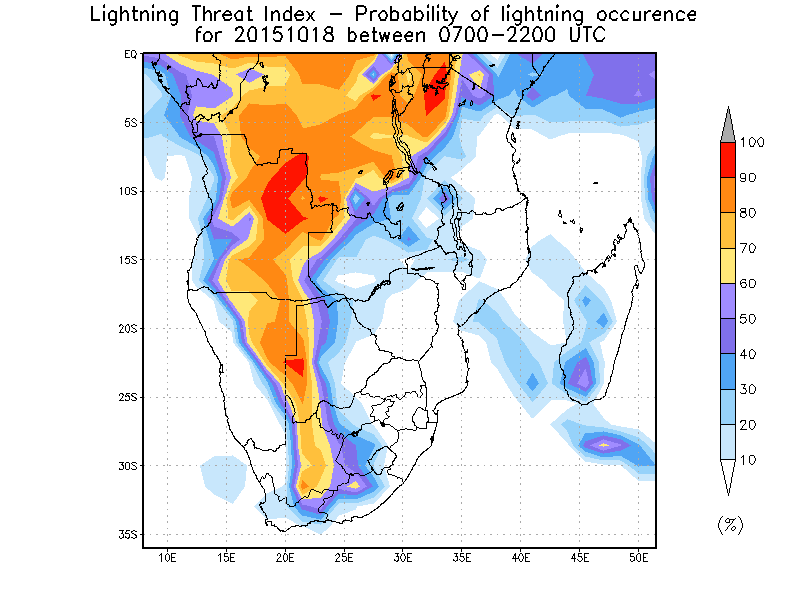 Lightning Threat Index – Probability of lightning occurence
for 20151018 between 0700–2200 UTC
EQ
5S
10S
15S
20S
25S
30S
35S
10E 15E 20E 25E 30E 35E 40E 45E 50E
100
90
80
70
60
50
40
30
20
10
(%)